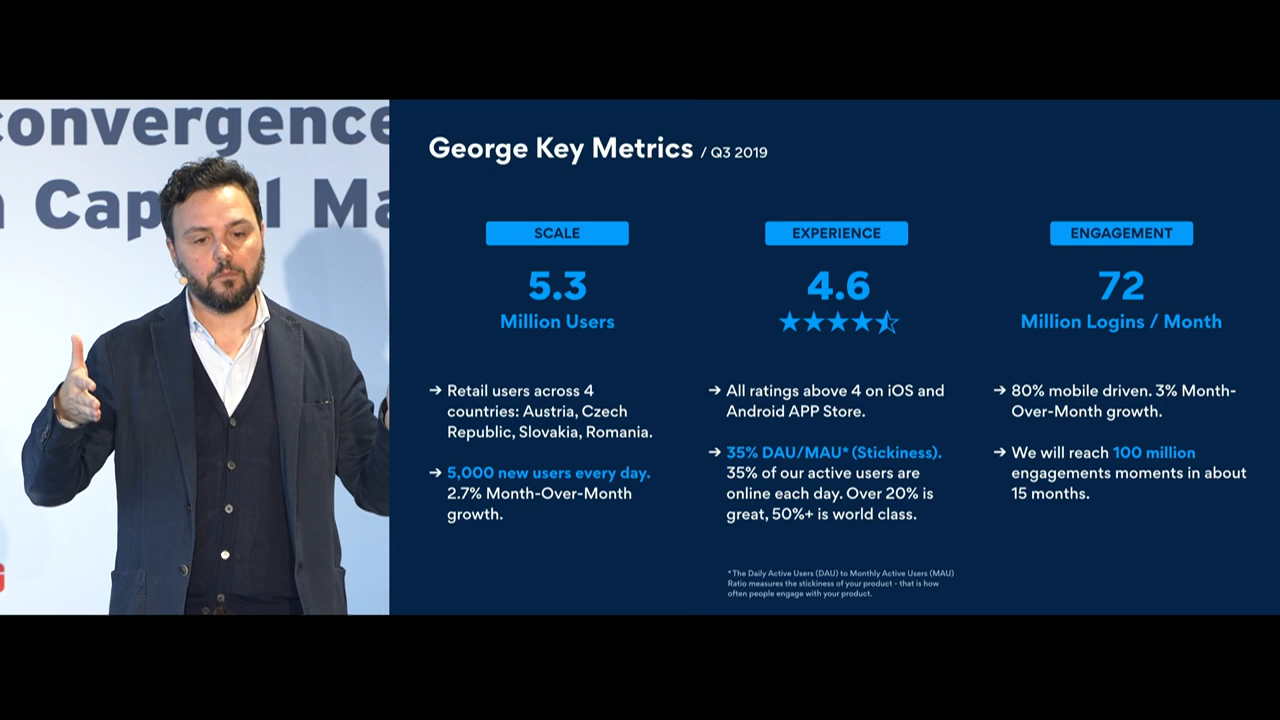 convergence
Cap
l Ma
George Key Metrics / Q3 2019
SCALE
5.3
Million Users
→ Retail users across 4
countries: Austria, Czech
Republic, Slovakia, Romania.
→ 5,000 new users every day.
2.7% Month-Over-Month
growth.
EXPERIENCE
4.6
→ All ratings above 4 on iOS and
Android APP Store.
→ 35% DAU/MAU* (Stickiness).
35% of our active users are
online each day. Over 20% is
great, 50%+ is world class.
* The Daily Active Users (DAU) to Monthly Active Users (MAU)
Ratio measures the stickiness of your product - that is how
often people engage with your product.
ENGAGEMENT
72
Million Logins / Month
→ 80% mobile driven. 3% Month-
Over-Month growth.
→ We will reach 100 million
engagements moments in about
15 months.